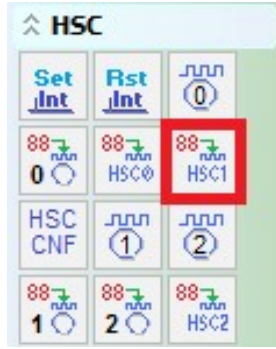 HSC
Set Int
Rst Int
0
88 0
88 HSC0
88 HSC1
HSC CNF
1
2
88 1
88 2
88 HSC2